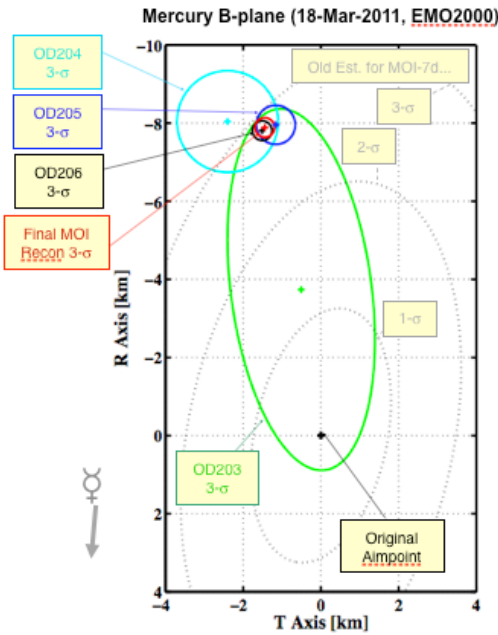 Mercury B-plane (18-Mar-2011, EMO2000)
OD204
3-σ
OD205
3-σ
OD206
3-σ
Final MOI
Recon 3-σ
Old Est. for MOI-7d...
3-σ
2-σ
1-σ
OD203
3-σ
Original
Aimpoint
R Axis [km]
−10
−8
−6
−4
−2
0
2
4
−4
−2
0
2
4
T Axis [km]